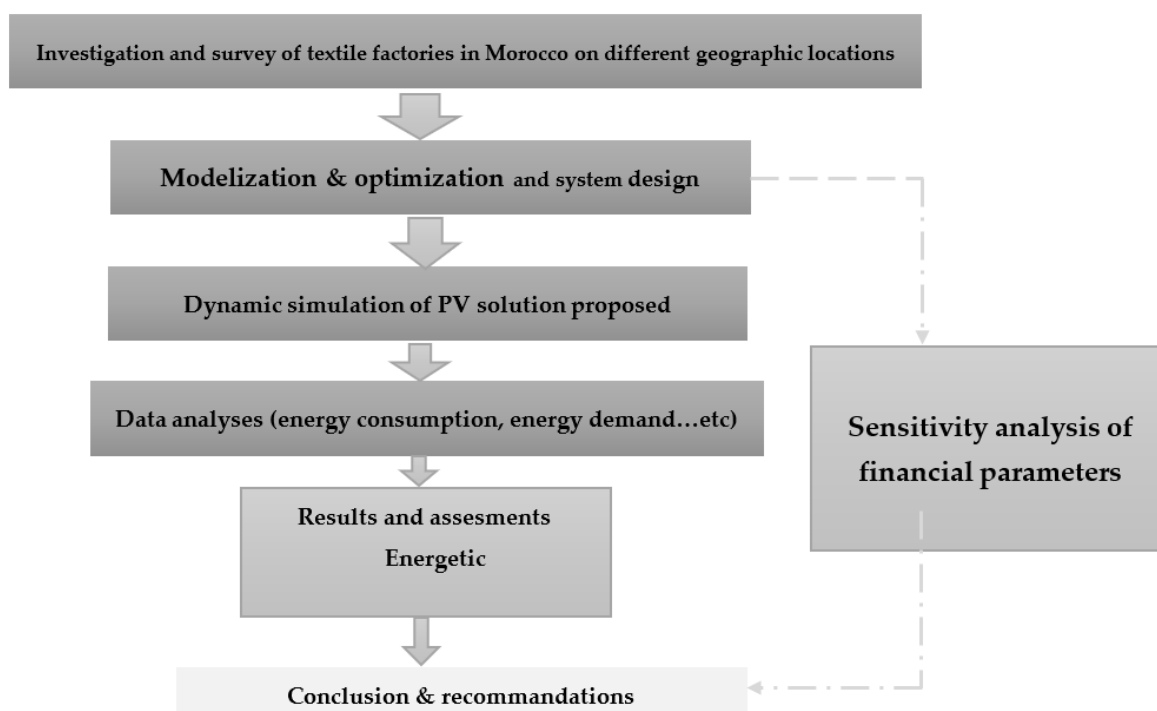 Investigation and survey of textile factories in Morocco on different geographic locations
Modelization & optimization and system design
Dynamic simulation of PV solution proposed
Data analyses (energy consumption, energy demand…etc)
Sensitivity analysis of
financial parameters
Results and assesments
Energetic
Conclusion & recommandations